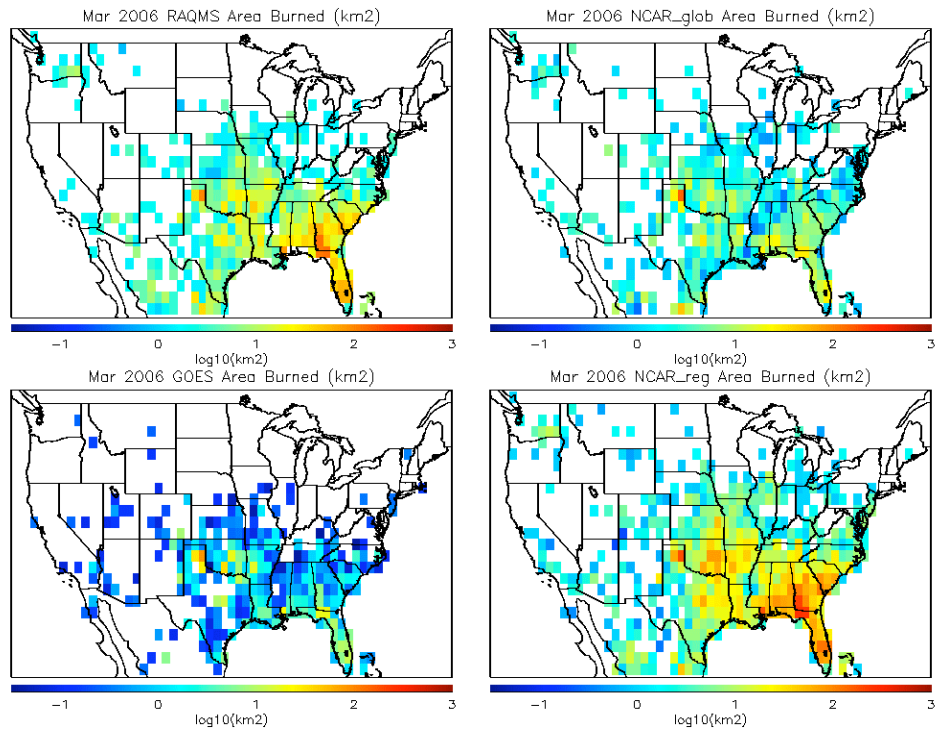 Mar 2006 RAQMS Area Burned (km2)
Mar 2006 NCAR_glob Area Burned (km2)
-1 0 1 2 3
log10(km2)
-1 0 1 2 3
log10(km2)
Mar 2006 GOES Area Burned (km2)
Mar 2006 NCAR_reg Area Burned (km2)
-1 0 1 2 3
log10(km2)
-1 0 1 2 3
log10(km2)